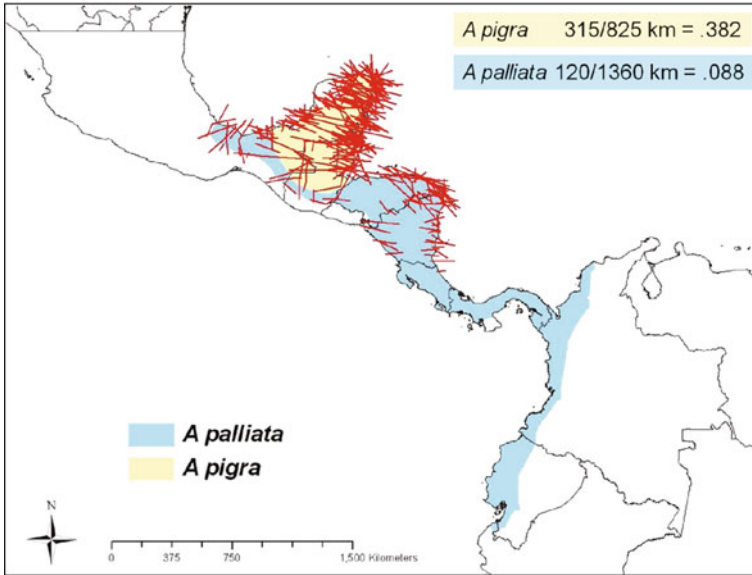 A pigra 315/825 km = .382
A palliata 120/1360 km = .088
A palliata
A pigra
N
0 375 750 1,500 Kilometers